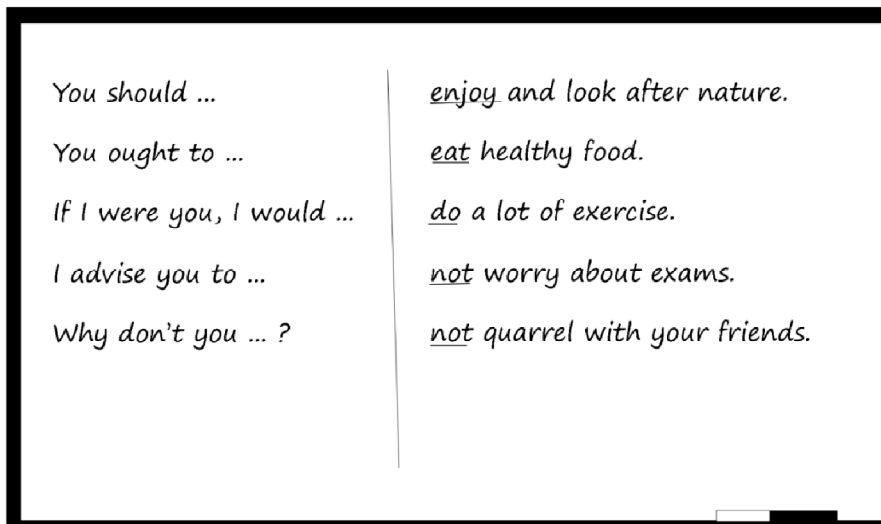 You should ...
You ought to ...
If I were you, I would ...
I advise you to ...
Why don't you ... ?
enjoy and look after nature.
eat healthy food.
do a lot of exercise.
not worry about exams.
not quarrel with your friends.